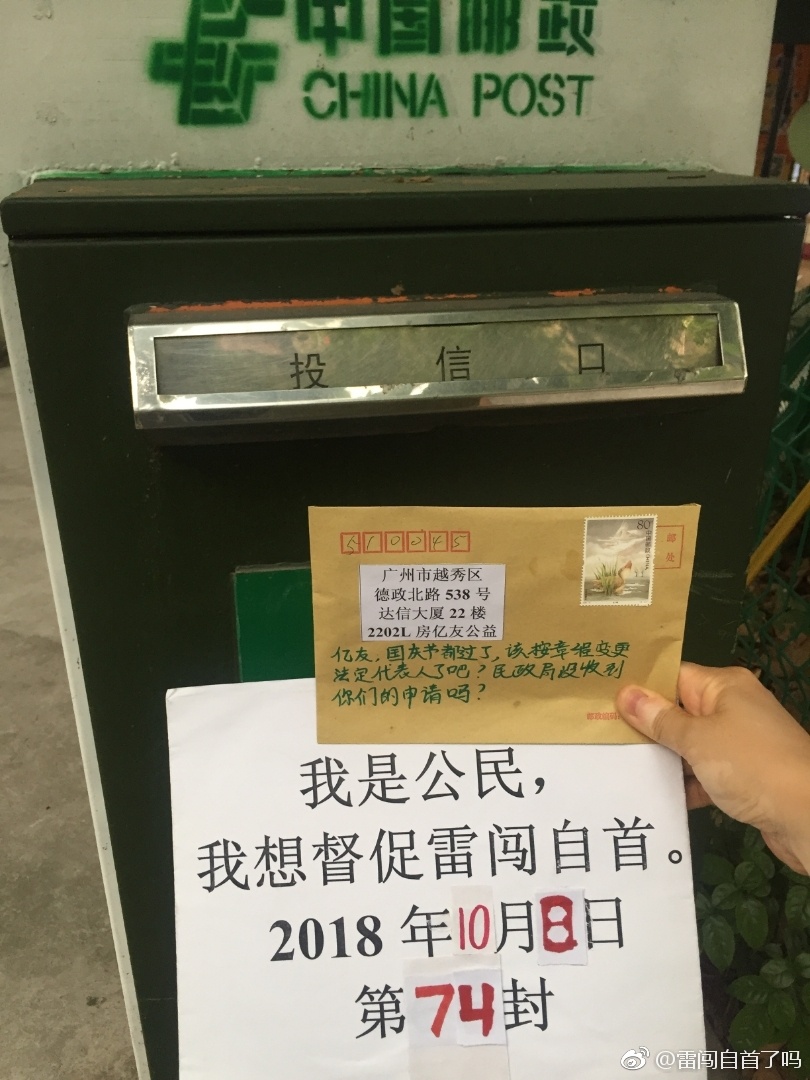 中国邮政
CHINA POST
投信口
510045
80
邮
处
广州市越秀区
德政北路 538 号
达信大厦 22 楼
2202L 房亿友公益
亿友，国庆节都过了，该按章程变更
法定代表人了吧？民政局没收到
你们的申请吗？
我是公民，
我想督促雷闯自首。
2018 年10月8日
第74封
@雷闯自首了吗